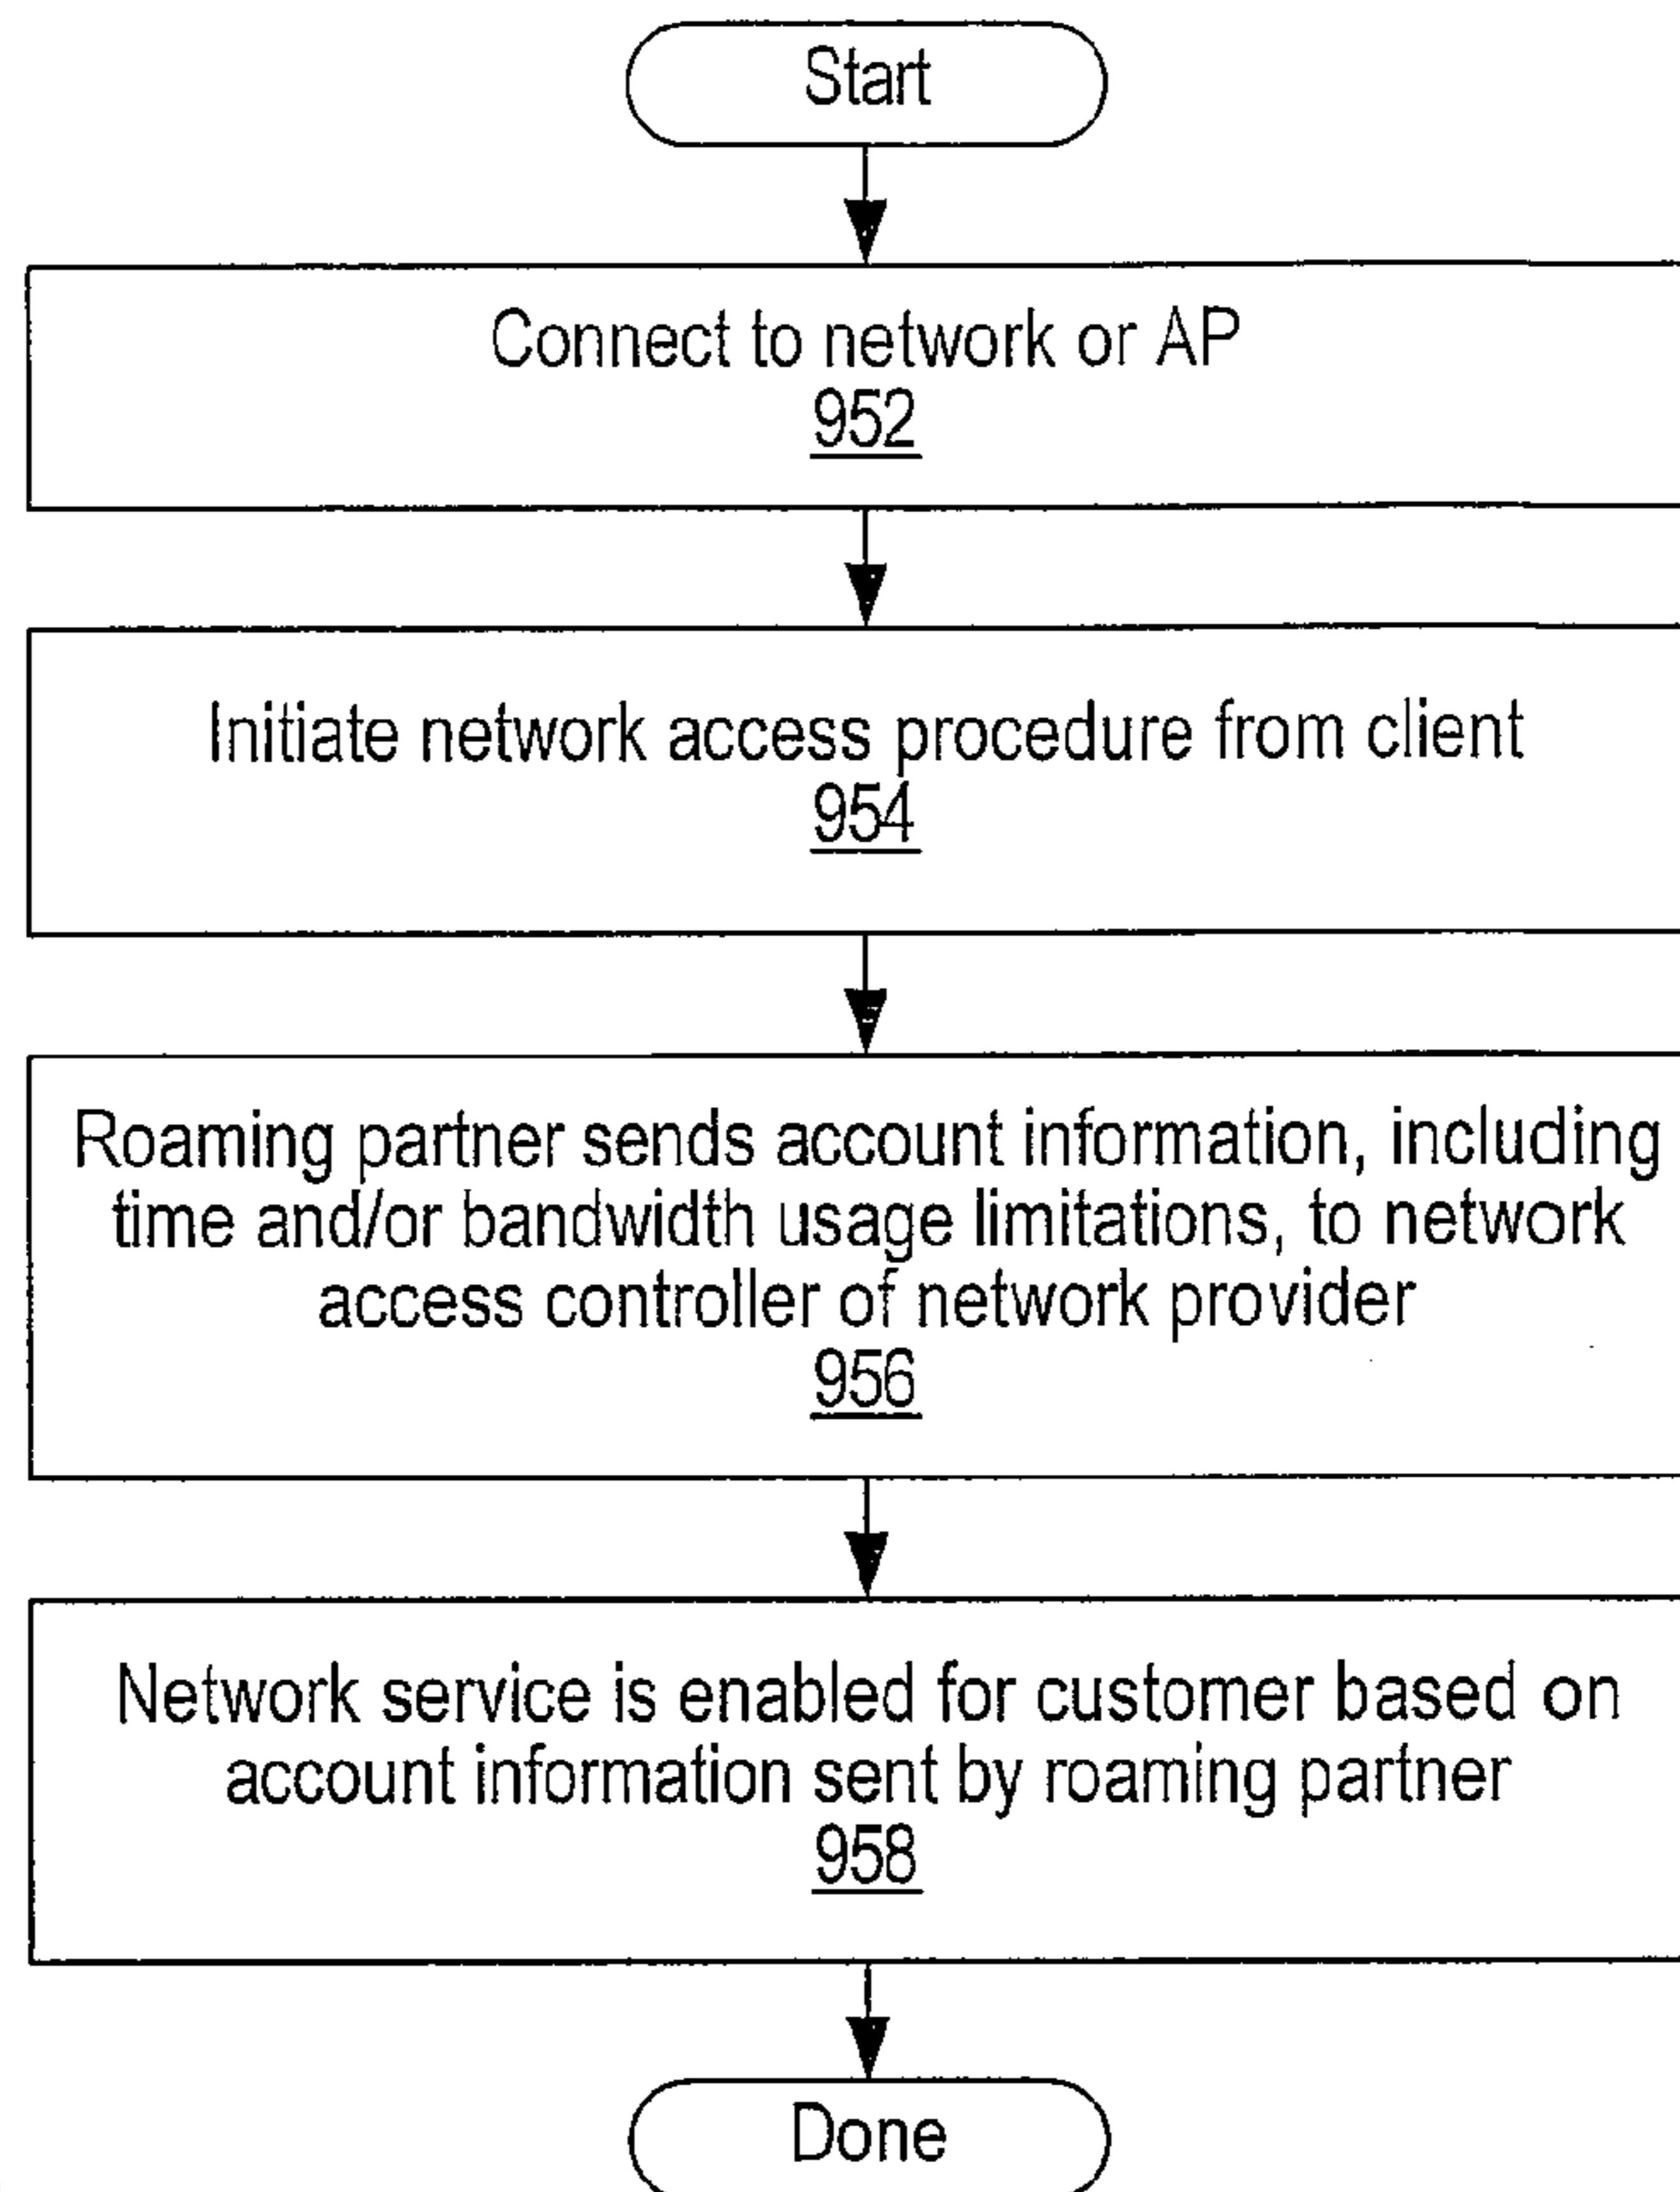 Start
Connect to network or AP
952
Initiate network access procedure from client
954
Roaming partner sends account information, including
time and/or bandwidth usage limitations, to network
access controller of network provider
956
Network service is enabled for customer based on
account information sent by roaming partner
958
Done